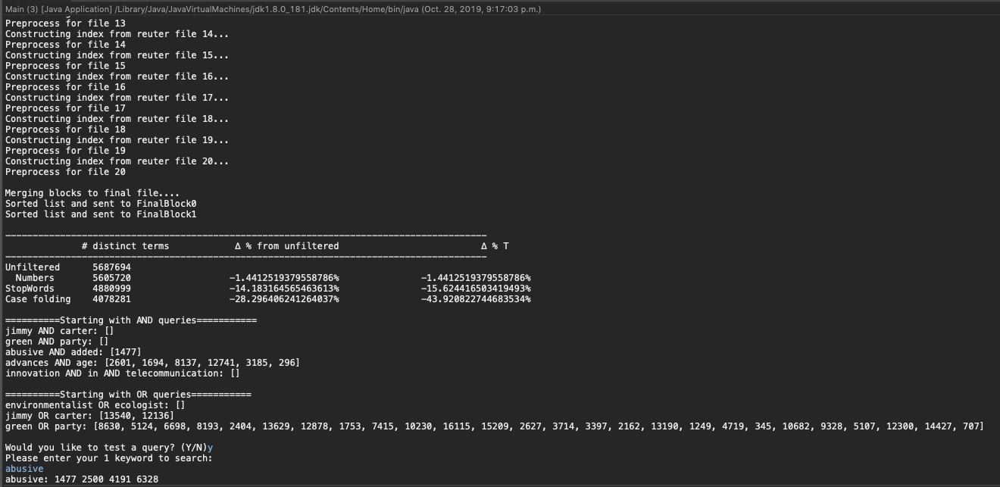 Main (3) [Java Application] /Library/Java/JavaVirtualMachines/jdk1.8.0_181.jdk/Contents/Home/bin/java (Oct. 28, 2019, 9:17:03 p.m.)
Preprocess for file 13
Constructing index from reuter file 14...
Preprocess for file 14
Constructing index from reuter file 15...
Preprocess for file 15
Constructing index from reuter file 16...
Preprocess for file 16
Constructing index from reuter file 17...
Preprocess for file 17
Constructing index from reuter file 18...
Preprocess for file 18
Constructing index from reuter file 19...
Preprocess for file 19
Constructing index from reuter file 20...
Preprocess for file 20
Merging blocks to final file....
Sorted list and sent to FinalBlock0
Sorted list and sent to FinalBlock1
# distinct terms Δ % from unfiltered Δ % T
Unfiltered 5687694
Numbers 5605720 -1.4412519379558786% -1.4412519379558786%
StopWords 4880999 -14.183164565463613% -15.624416503419493%
Case folding 4078281 -28.296406241264037% -43.920822744683534%
==========Starting with AND queries===========
jimmy AND carter: []
green AND party: []
abusive AND added: [1477]
advances AND age: [2601, 1694, 8137, 12741, 3185, 296]
innovation AND in AND telecommunication: []
==========Starting with OR queries===========
environmentalist OR ecologist: []
jimmy OR carter: [13540, 12136]
green OR party: [8630, 5124, 6698, 8193, 2404, 13629, 12878, 1753, 7415, 10230, 16115, 15209, 2627, 3714, 3397, 2162, 13190, 1249, 4719, 345, 10682, 9328, 5107, 12300, 14427, 707]
Would you like to test a query? (Y/N)y
Please enter your 1 keyword to search:
abusive
abusive: 1477 2500 4191 6328